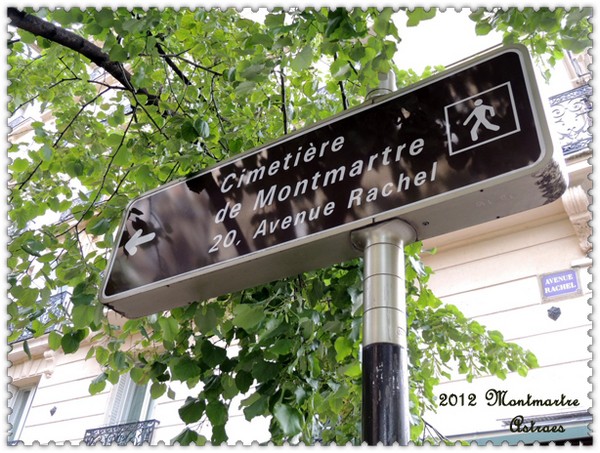 Cimetière
de Montmartre
20, Avenue Rachel
AVENUE
RACHEL
2012 Montmartre
Astraes